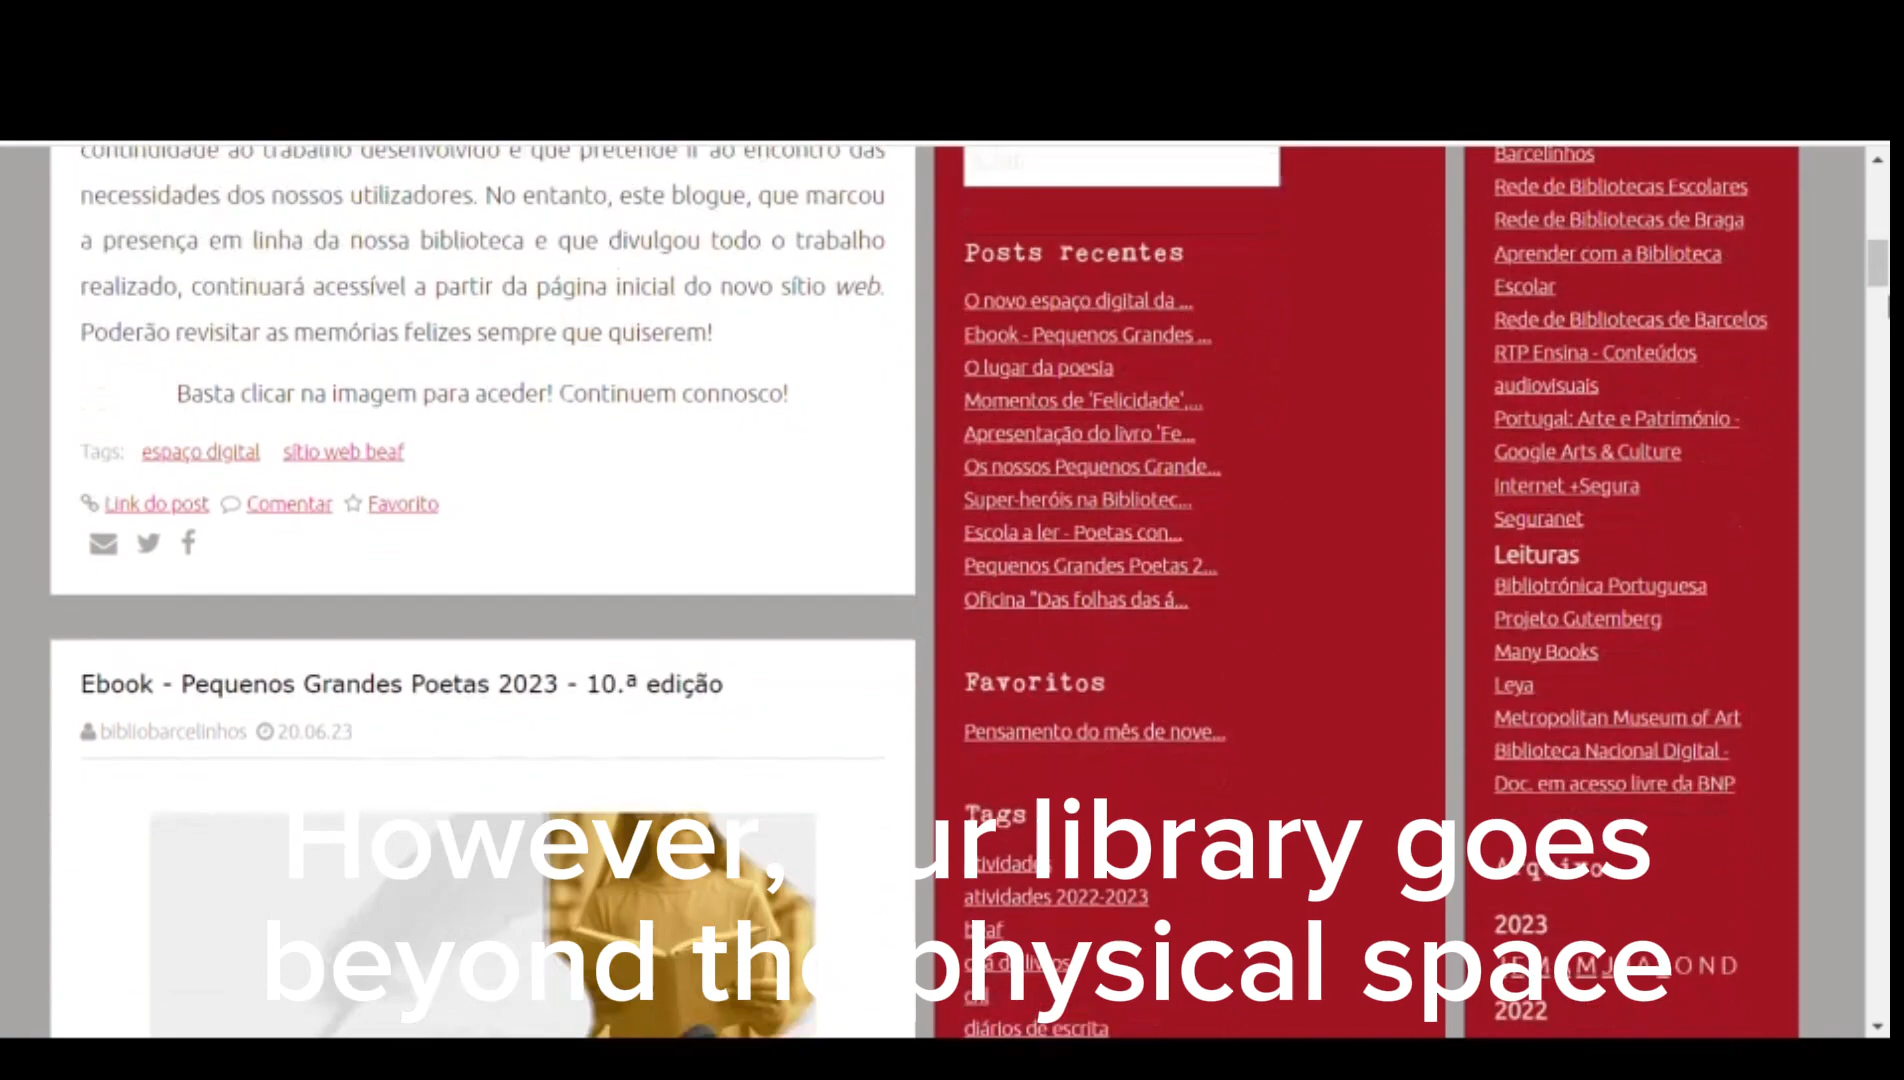 continuidade ao trabalho desenvolvido e que pretende ir ao encontro das
necessidades dos nossos utilizadores. No entanto, este blogue, que marcou
a presença em linha da nossa biblioteca e que divulgou todo o trabalho
realizado, continuará acessível a partir da página inicial do novo sítio web.
Poderão revisitar as memórias felizes sempre que quiserem!
Basta clicar na imagem para aceder! Continuem connosco!
Tags: espaço digital sítio web beaf
Link do post Comentar Favorito
Ebook - Pequenos Grandes Poetas 2023 - 10.ª edição
bibliobarcelinhos 20.06.23
Posts recentes
O novo espaço digital da ...
Ebook - Pequenos Grandes ...
O lugar da poesia
Momentos de 'Felicidade',...
Apresentação do livro 'Fe...
Os nossos Pequenos Grande...
Super-heróis na Bibliotec...
Escola a ler - Poetas con...
Pequenos Grandes Poetas 2...
Oficina "Das folhas das á...
Favoritos
Pensamento do mês de nove...
Tags
atividades
atividades 2022-2023
beaf
diários de escrita
Barcelinhos
Rede de Bibliotecas Escolares
Rede de Bibliotecas de Braga
Aprender com a Biblioteca
Escolar
Rede de Bibliotecas de Barcelos
RTP Ensina - Conteúdos
audiovisuais
Portugal: Arte e Património -
Google Arts & Culture
Internet +Segura
Seguranet
Leituras
Bibliotrónica Portuguesa
Projeto Gutemberg
Many Books
Leya
Metropolitan Museum of Art
Biblioteca Nacional Digital -
Doc. em acesso livre da BNP
Arquivo
2023
J F M A M J J A S O N D
2022
However, our library goes
beyond the physical space